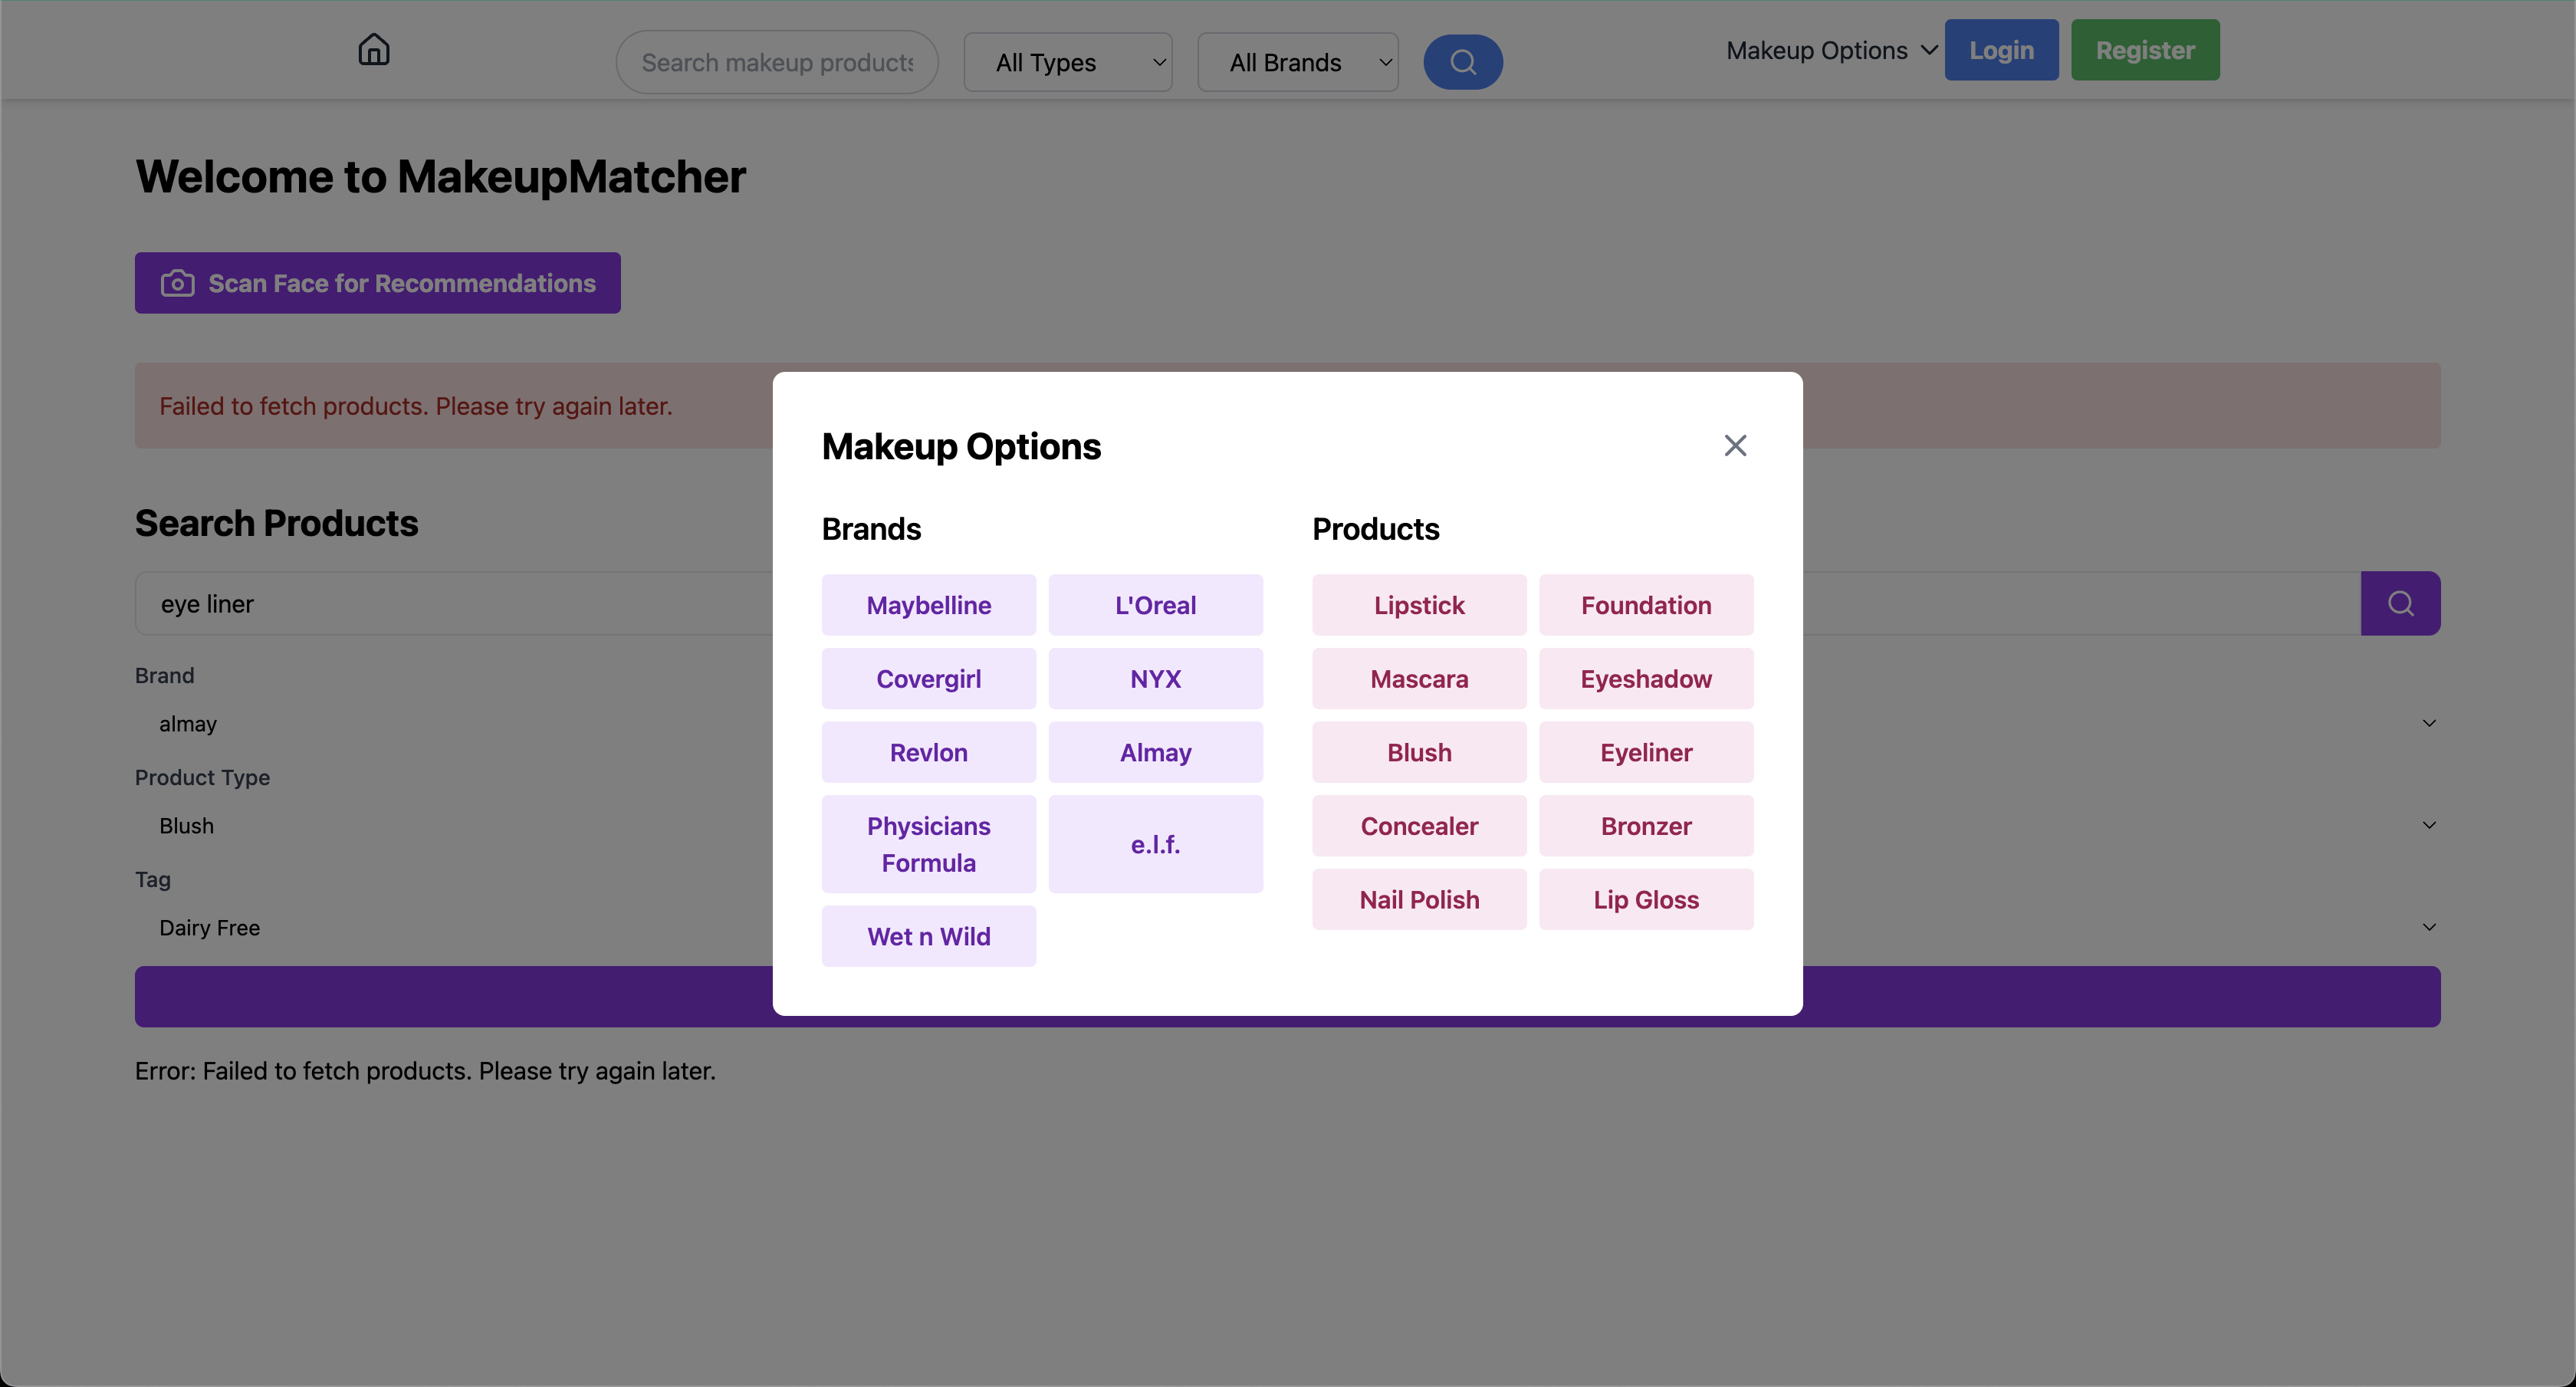 Search makeup products
All Types
All Brands
Makeup Options
Login
Register
Welcome to MakeupMatcher
Scan Face for Recommendations
Failed to fetch products. Please try again later.
Search Products
eye liner
Brand
almay
Product Type
Blush
Tag
Dairy Free
Error: Failed to fetch products. Please try again later.
Makeup Options
Brands
Maybelline
L'Oreal
Covergirl
NYX
Revlon
Almay
Physicians
Formula
e.l.f.
Wet n Wild
Products
Lipstick
Foundation
Mascara
Eyeshadow
Blush
Eyeliner
Concealer
Bronzer
Nail Polish
Lip Gloss